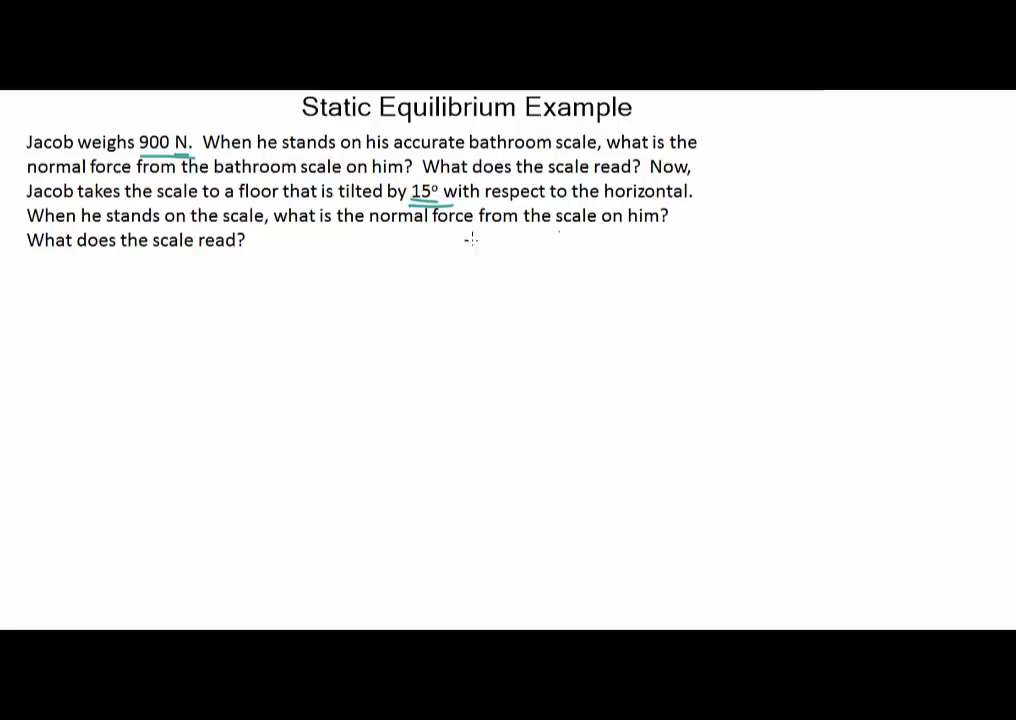 Static Equilibrium Example
Jacob weighs 900 N. When he stands on his accurate bathroom scale, what is the
normal force from the bathroom scale on him? What does the scale read? Now,
Jacob takes the scale to a floor that is tilted by 15º with respect to the horizontal.
When he stands on the scale, what is the normal force from the scale on him?
What does the scale read?